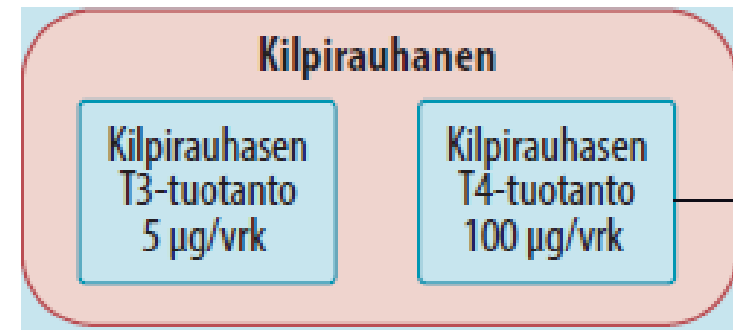 Kilpirauhanen
Kilpirauhasen
T3-tuotanto
5 µg/vrk
Kilpirauhasen
T4-tuotanto
100 µg/vrk